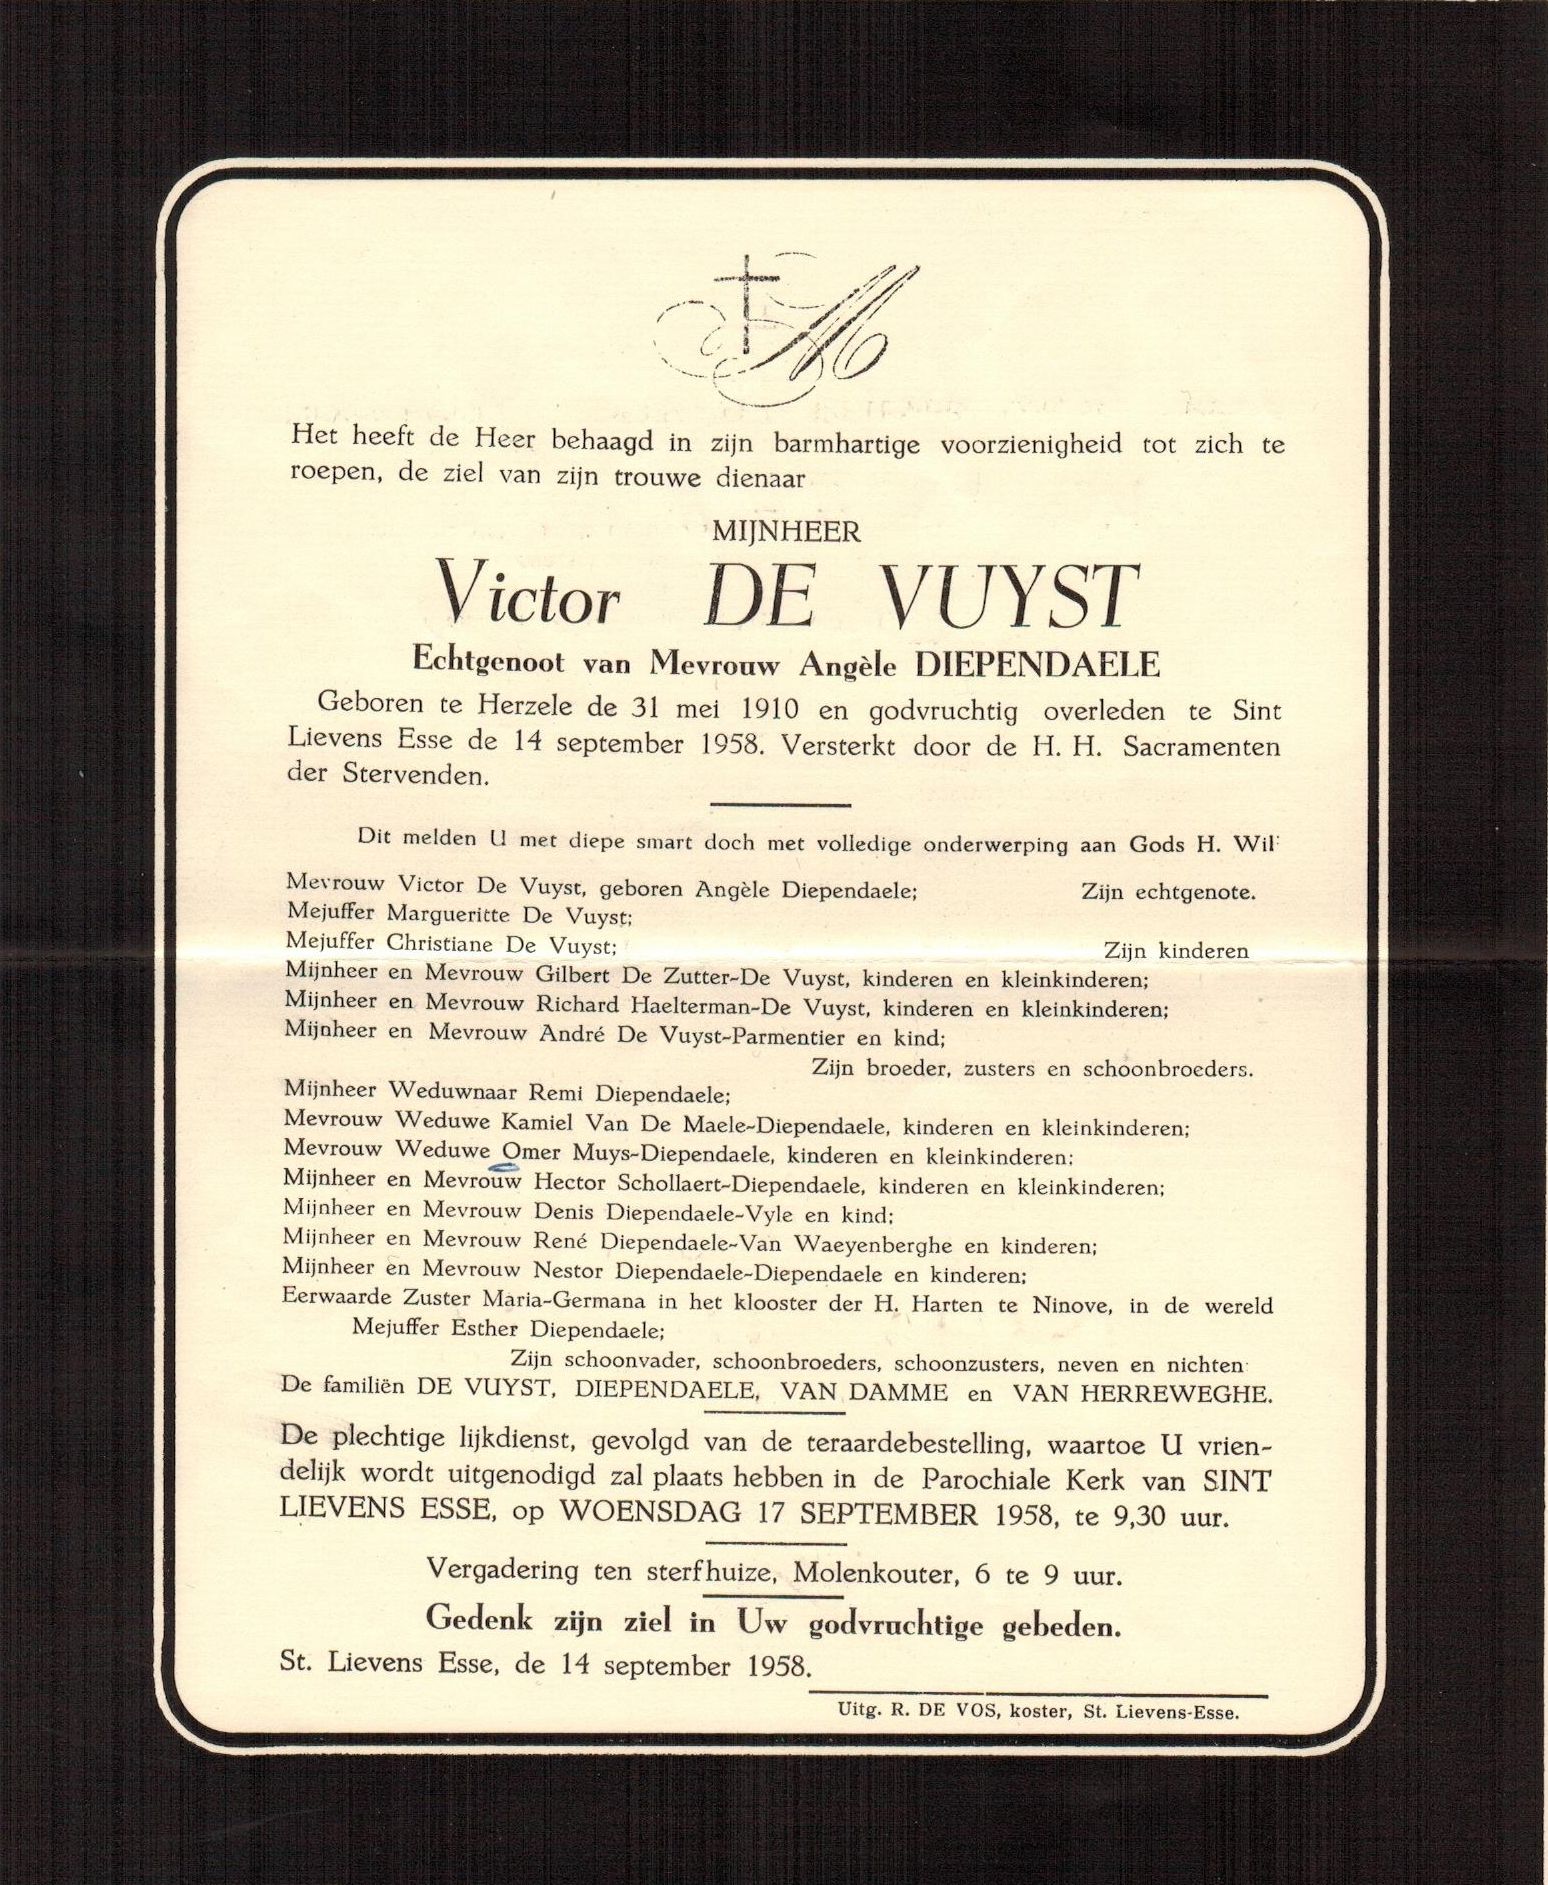 M
Het heeft de Heer behaagd in zijn barmhartige voorzienigheid tot zich te
roepen, de ziel van zijn trouwe dienaar
MIJNHEER
Victor DE VUYST
Echtgenoot van Mevrouw Angèle DIEPENDAELE
Geboren te Herzele de 31 mei 1910 en godvruchtig overleden te Sint
Lievens Esse de 14 september 1958. Versterkt door de H. H. Sacramenten
der Stervenden.
Dit melden U met diepe smart doch met volledige onderwerping aan Gods H. Wil
Mevrouw Victor De Vuyst, geboren Angèle Diependaele; Zijn echtgenote.
Mejuffer Margueritte De Vuyst;
Mejuffer Christiane De Vuyst; Zijn kinderen
Mijnheer en Mevrouw Gilbert De Zutter-De Vuyst, kinderen en kleinkinderen;
Mijnheer en Mevrouw Richard Haelterman-De Vuyst, kinderen en kleinkinderen;
Mijnheer en Mevrouw André De Vuyst-Parmentier en kind;
Zijn broeder, zusters en schoonbroeders.
Mijnheer Weduwnaar Remi Diependaele;
Mevrouw Weduwe Kamiel Van De Maele-Diependaele, kinderen en kleinkinderen;
Mevrouw Weduwe Omer Muys-Diependaele, kinderen en kleinkinderen;
Mijnheer en Mevrouw Hector Schollaert-Diependaele, kinderen en kleinkinderen;
Mijnheer en Mevrouw Denis Diependaele-Vyle en kind;
Mijnheer en Mevrouw René Diependaele-Van Waeyenberghe en kinderen;
Mijnheer en Mevrouw Nestor Diependaele-Diependaele en kinderen;
Eerwaarde Zuster Maria-Germana in het klooster der H. Harten te Ninove, in de wereld
Mejuffer Esther Diependaele;
Zijn schoonvader, schoonbroeders, schoonzusters, neven en nichten
De familiën DE VUYST, DIEPENDAELE, VAN DAMME en VAN HERREWEGHE.
De plechtige lijkdienst, gevolgd van de teraardebestelling, waartoe U vrien-
delijk wordt uitgenodigd zal plaats hebben in de Parochiale Kerk van SINT
LIEVENS ESSE, op WOENSDAG 17 SEPTEMBER 1958, te 9,30 uur.
Vergadering ten sterfhuize, Molenkouter, 6 te 9 uur.
Gedenk zijn ziel in Uw godvruchtige gebeden.
St. Lievens Esse, de 14 september 1958.
Uitg. R. DE VOS, koster, St. Lievens-Esse.